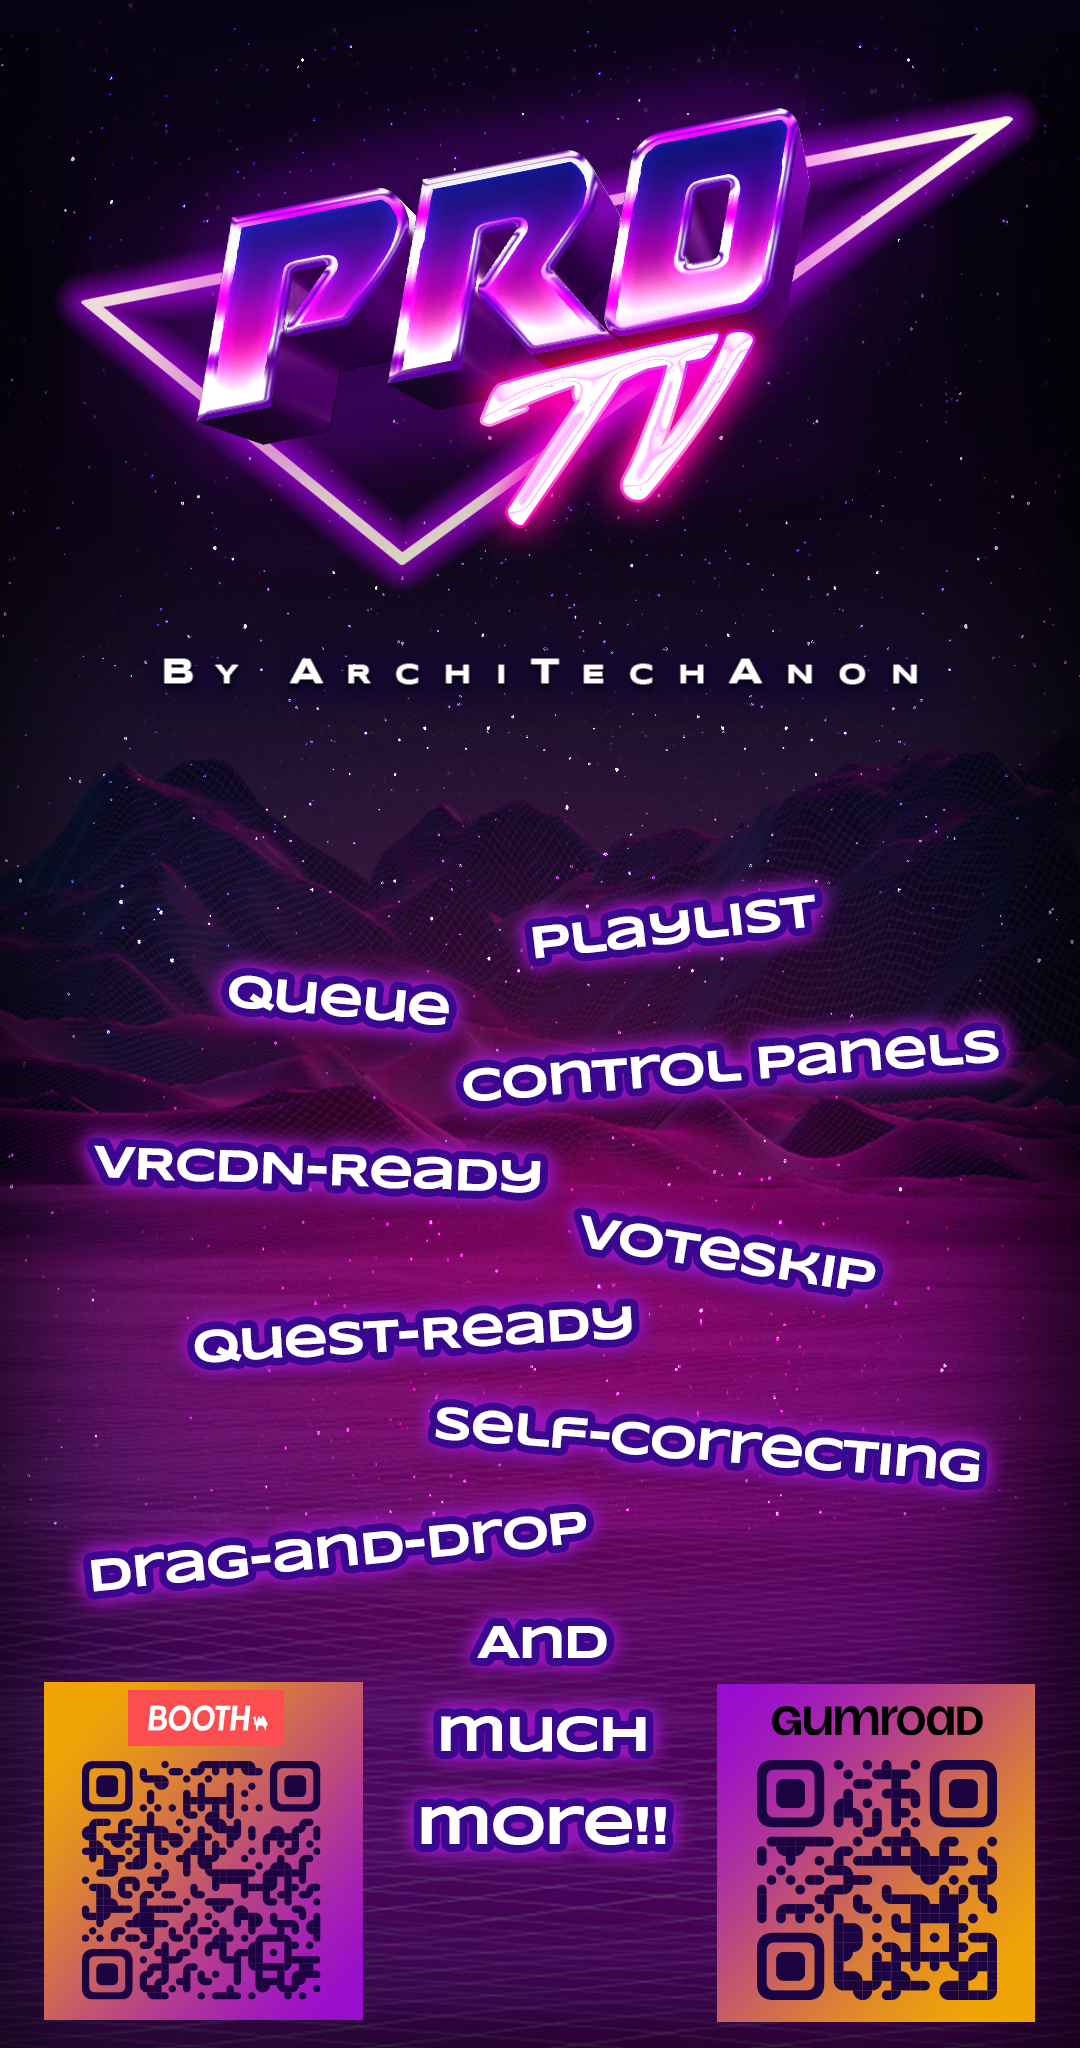 PRO
TV
By ArchiTechAnon
Playlist
Queue
Control Panels
VRCDN-Ready
Voteskip
Quest-Ready
Self-Correcting
Drag-and-Drop
And
Much
More!!
BOOTH
Gumroad